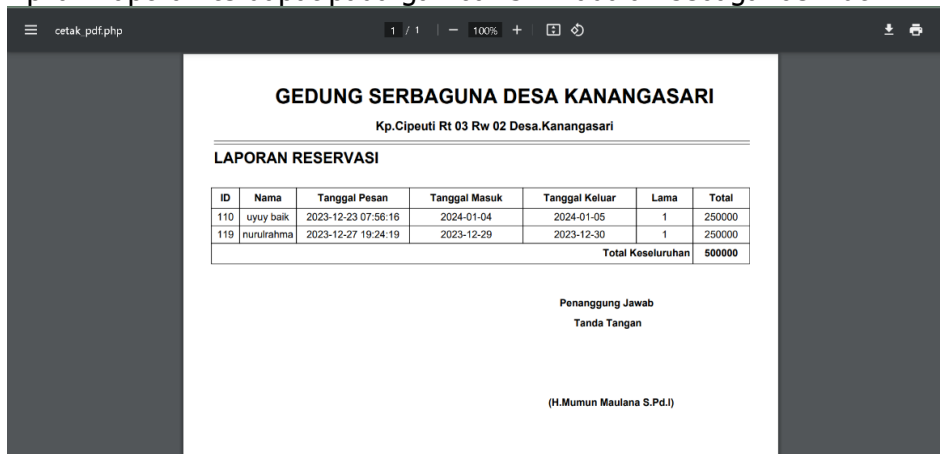 cetak_pdf.php 1 / 1 — 100% +
GEDUNG SERBAGUNA DESA KANANGASARI
Kp.Cipeuti Rt 03 Rw 02 Desa.Kanangasari
LAPORAN RESERVASI
ID Nama Tanggal Pesan Tanggal Masuk Tanggal Keluar Lama Total
110 uyuy baik 2023-12-23 07:56:16 2024-01-04 2024-01-05 1 250000
119 nurulrahma 2023-12-27 19:24:19 2023-12-29 2023-12-30 1 250000
Total Keseluruhan 500000
Penanggung Jawab
Tanda Tangan
(H.Mumun Maulana S.Pd.I)